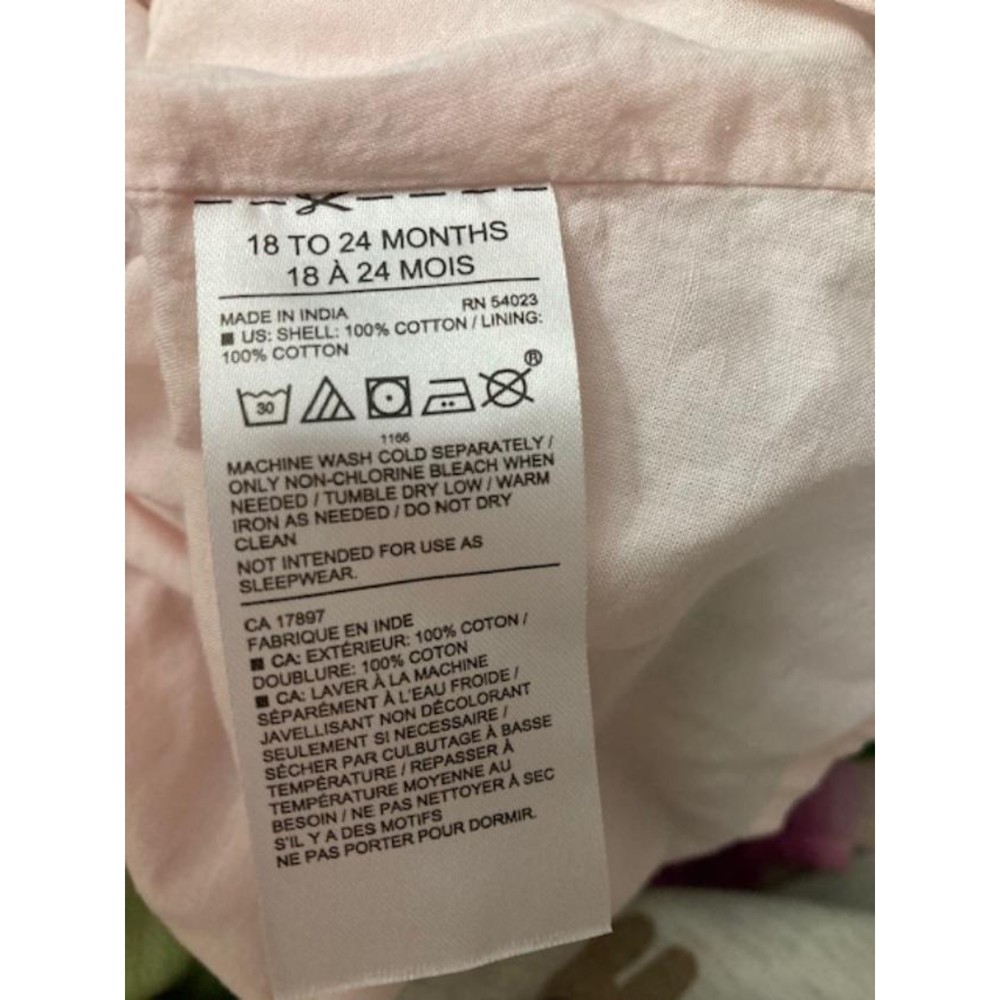 18 TO 24 MONTHS
18 À 24 MOIS
MADE IN INDIA RN 54023
■ US: SHELL: 100% COTTON / LINING:
100% COTTON
30 ®
1166
MACHINE WASH COLD SEPARATELY /
ONLY NON-CHLORINE BLEACH WHEN
NEEDED / TUMBLE DRY LOW / WARM
IRON AS NEEDED / DO NOT DRY
CLEAN
NOT INTENDED FOR USE AS
SLEEPWEAR.
CA 17897
FABRIQUE EN INDE
■ CA: EXTÉRIEUR: 100% COTON /
DOUBLURE: 100% COTON
■ CA: LAVER À LA MACHINE
SÉPARÉMENT À L'EAU FROIDE /
JAVELLISANT NON DÉCOLORANT
SEULEMENT SI NECESSAIRE /
SÉCHER PAR CULBUTAGE À BASSE
TEMPÉRATURE / REPASSER À
TEMPÉRATURE MOYENNE AU
BESOIN / NE PAS NETTOYER À SEC
S'IL Y A DES MOTIFS
NE PAS PORTER POUR DORMIR.